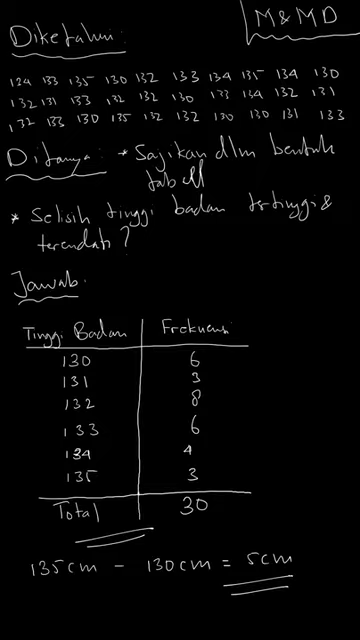 M & MD
Diketahui:
134 133 135 130 132 133 134 135 134 130
132 131 133 132 132 130 133 134 132 131
132 133 130 135 132 132 130 130 131 133
Ditanya: * Sajikan dlm bentuk
tabel
* Selisih tinggi badan tertinggi &
terendah?
Jawab:
Tinggi Badan Frekuensi
130 6
131 3
132 8
133 6
134 4
135 3
Total 30
135 cm - 130 cm = 5 cm